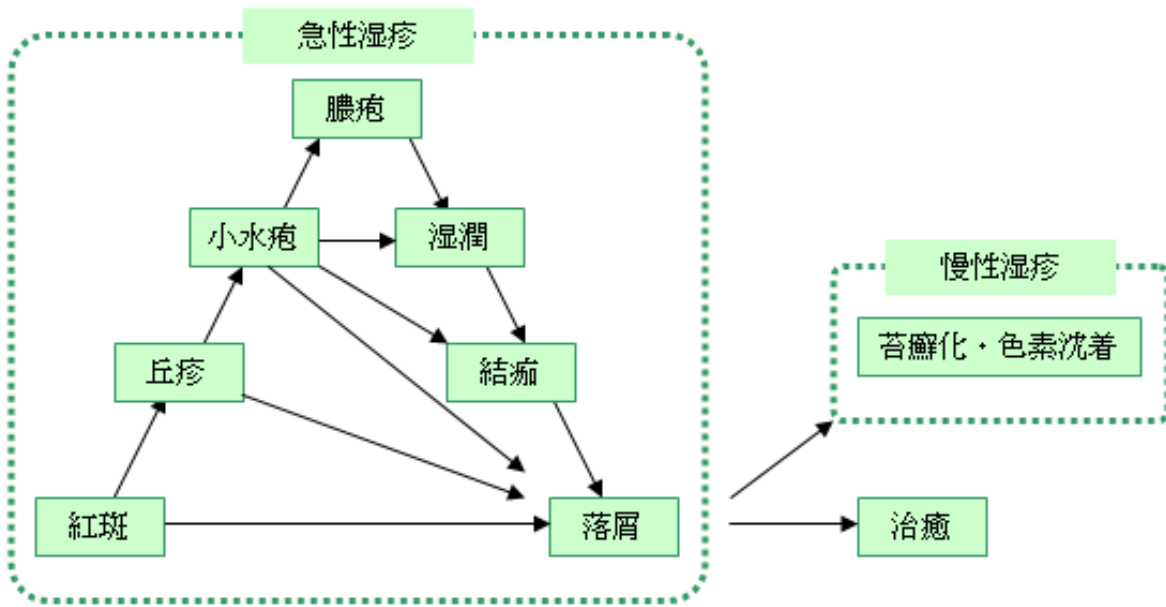 急性湿疹
膿疱
小水疱
湿潤
慢性湿疹
苔癬化・色素沈着
丘疹
結痂
紅斑
落屑
治癒